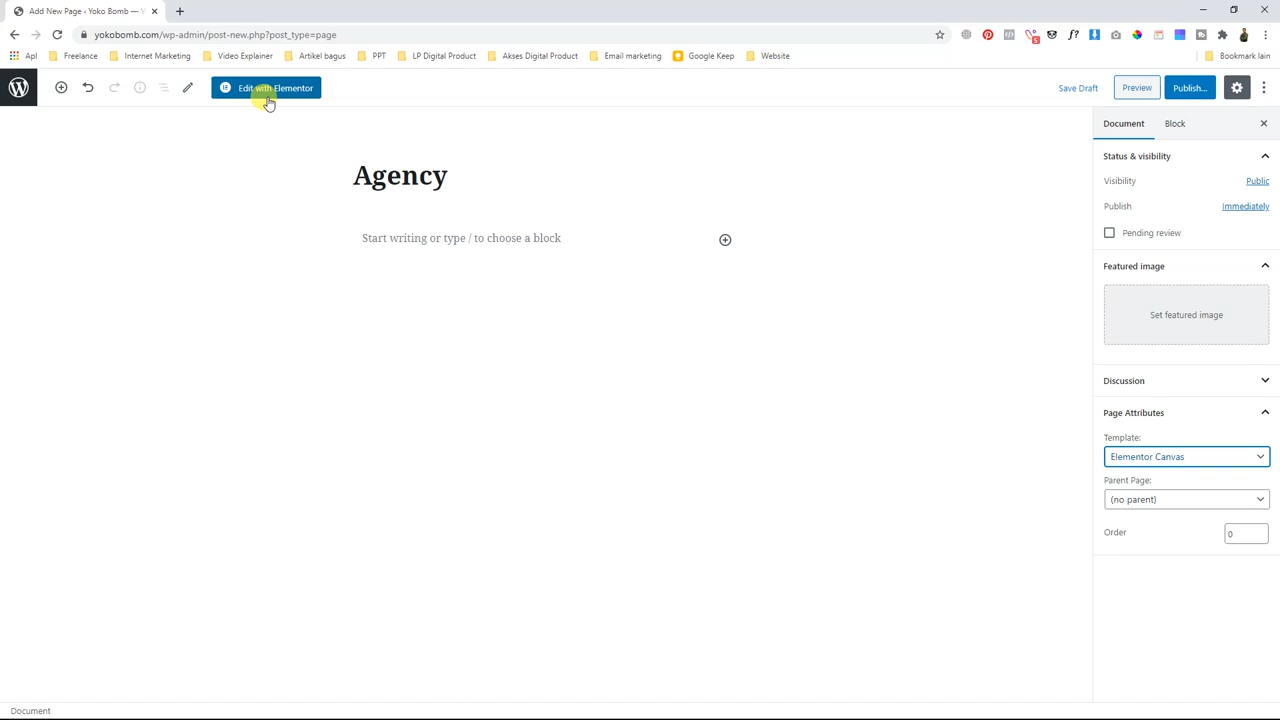 Add New Page ‹ Yoko Bomb — V
yokobomb.com/wp-admin/post-new.php?post_type=page
5
f?
Apl
Freelance
Internet Marketing
Video Explainer
Artikel bagus
PPT
LP Digital Product
Akses Digital Product
Email marketing
Google Keep
Website
Bookmark lain
Edit with Elementor
Save Draft
Preview
Publish...
Document
Block
Agency
Start writing or type / to choose a block
Status & visibility
Visibility
Public
Publish
Immediately
Pending review
Featured image
Set featured image
Discussion
Page Attributes
Template:
Elementor Canvas
Parent Page:
(no parent)
Order
0
Document